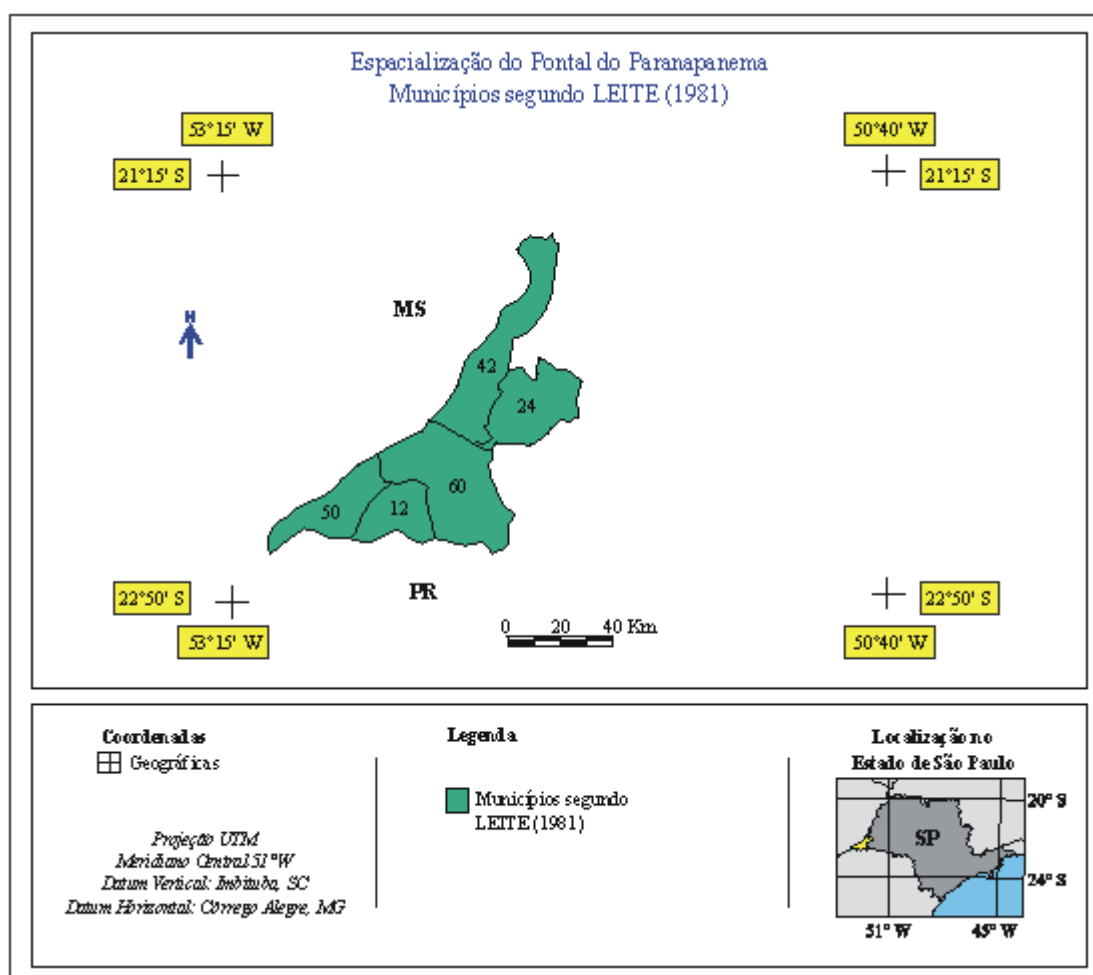 Espacialização do Pontal do Paranapanema
Municípios segundo LEITE (1981)
53°15' W
50°40' W
21°15' S
21°15' S
N
MS
42
24
60
50
12
PR
22°50' S
22°50' S
53°15' W
50°40' W
0 20 40 Km
Coordenadas
Geográficas
Projeção UTM
Meridiano Central 51°W
Datum Vertical: Imbituba, SC
Datum Horizontal: Córrego Alegre, MG
Legenda
Municípios segundo
LEITE (1981)
Localização no
Estado de São Paulo
20° S
SP
24° S
51° W
45° W